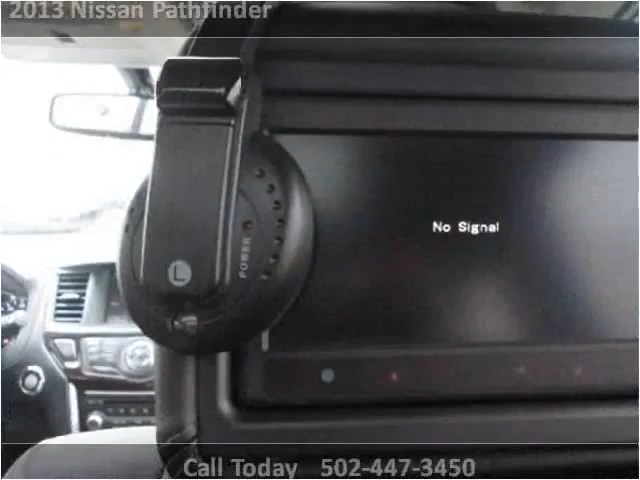 2013 Nissan Pathfinder
No Signal
POWER
L
Call Today 502-447-3450